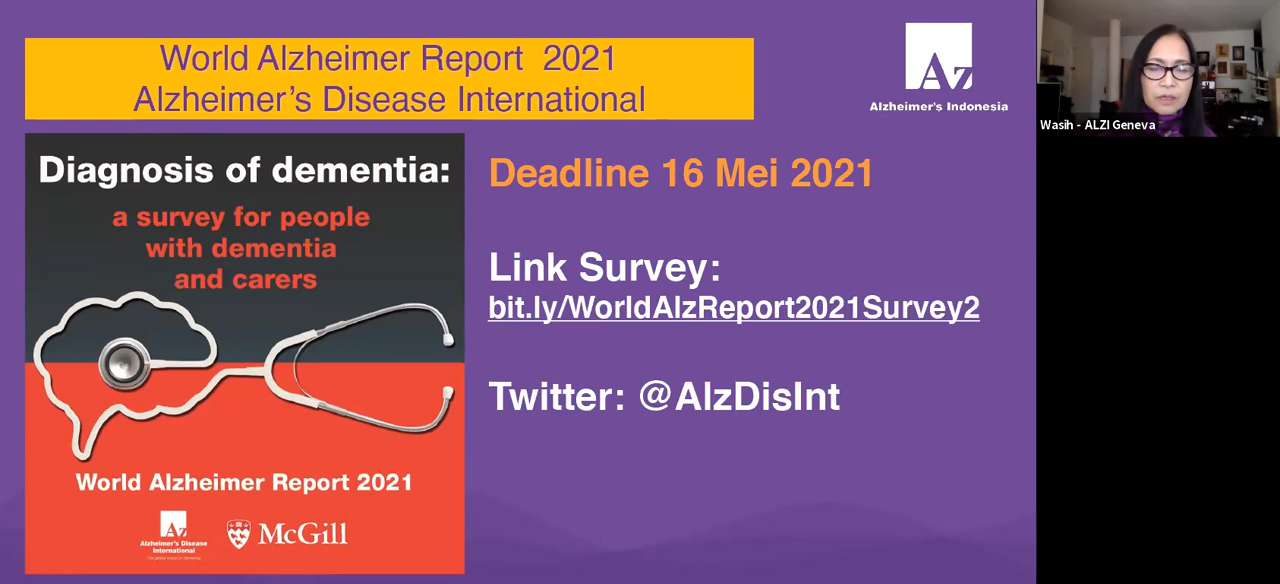 World Alzheimer Report 2021
Alzheimer's Disease International
Az
Alzheimer's Indonesia
Wasih - ALZI Geneva
Diagnosis of dementia:
a survey for people
with dementia
and carers
World Alzheimer Report 2021
Az
Alzheimer's Disease
International
McGill
Deadline 16 Mei 2021
Link Survey:
bit.ly/WorldAlzReport2021Survey2
Twitter: @AlzDisInt